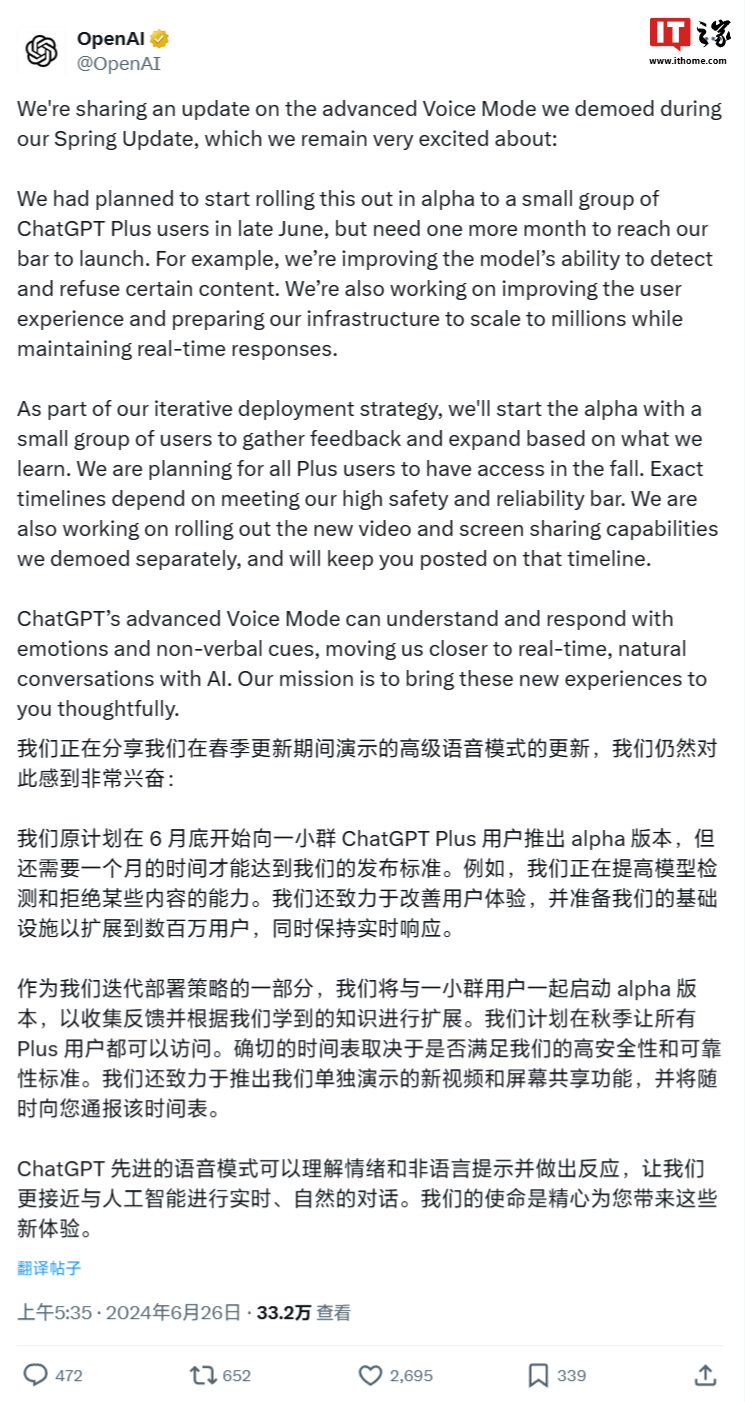 OpenAI
@OpenAI
IT之家
www.ithome.com
We're sharing an update on the advanced Voice Mode we demoed during
our Spring Update, which we remain very excited about:
We had planned to start rolling this out in alpha to a small group of
ChatGPT Plus users in late June, but need one more month to reach our
bar to launch. For example, we’re improving the model’s ability to detect
and refuse certain content. We’re also working on improving the user
experience and preparing our infrastructure to scale to millions while
maintaining real-time responses.
As part of our iterative deployment strategy, we'll start the alpha with a
small group of users to gather feedback and expand based on what we
learn. We are planning for all Plus users to have access in the fall. Exact
timelines depend on meeting our high safety and reliability bar. We are
also working on rolling out the new video and screen sharing capabilities
we demoed separately, and will keep you posted on that timeline.
ChatGPT’s advanced Voice Mode can understand and respond with
emotions and non-verbal cues, moving us closer to real-time, natural
conversations with AI. Our mission is to bring these new experiences to
you thoughtfully.
我们正在分享我们在春季更新期间演示的高级语音模式的更新，我们仍然对
此感到非常兴奋：
我们原计划在 6 月底开始向一小群 ChatGPT Plus 用户推出 alpha 版本，但
还需要一个月的时间才能达到我们的发布标准。例如，我们正在提高模型检
测和拒绝某些内容的能力。我们还致力于改善用户体验，并准备我们的基础
设施以扩展到数百万用户，同时保持实时响应。
作为我们迭代部署策略的一部分，我们将与一小群用户一起启动 alpha 版
本，以收集反馈并根据我们学到的知识进行扩展。我们计划在秋季让所有
Plus 用户都可以访问。确切的时间表取决于是否满足我们的高安全性和可靠
性标准。我们还致力于推出我们单独演示的新视频和屏幕共享功能，并将随
时向您通报该时间表。
ChatGPT 先进的语音模式可以理解情绪和非语言提示并做出反应，让我们
更接近与人工智能进行实时、自然的对话。我们的使命是精心为您带来这些
新体验。
翻译帖子
上午5:35 · 2024年6月26日 · 33.2万 查看
472 652 2,695 339